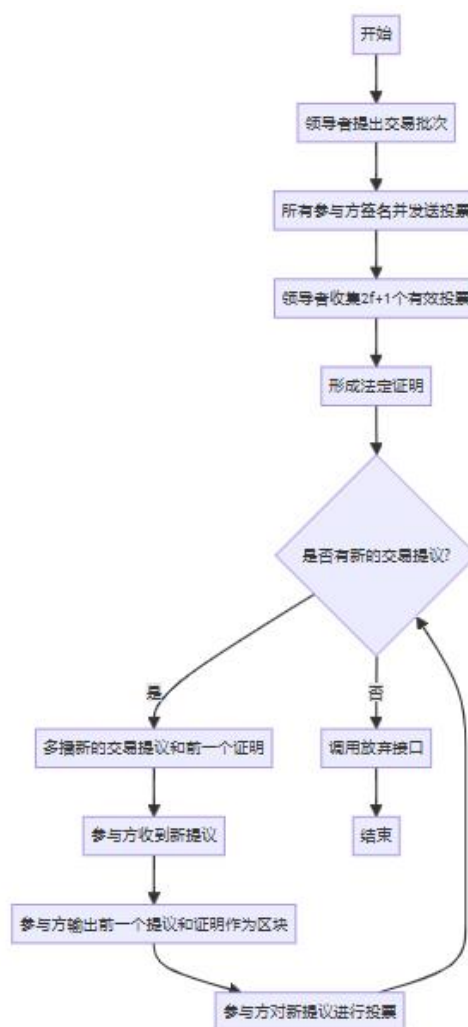 开始
领导者提出交易批次
所有参与方签名并发送投票
领导者收集2f+1个有效投票
形成法定证明
是否有新的交易提议?
是
否
多播新的交易提议和前一个证明
调用放弃接口
参与方收到新提议
结束
参与方输出前一个提议和证明作为区块
参与方对新提议进行投票